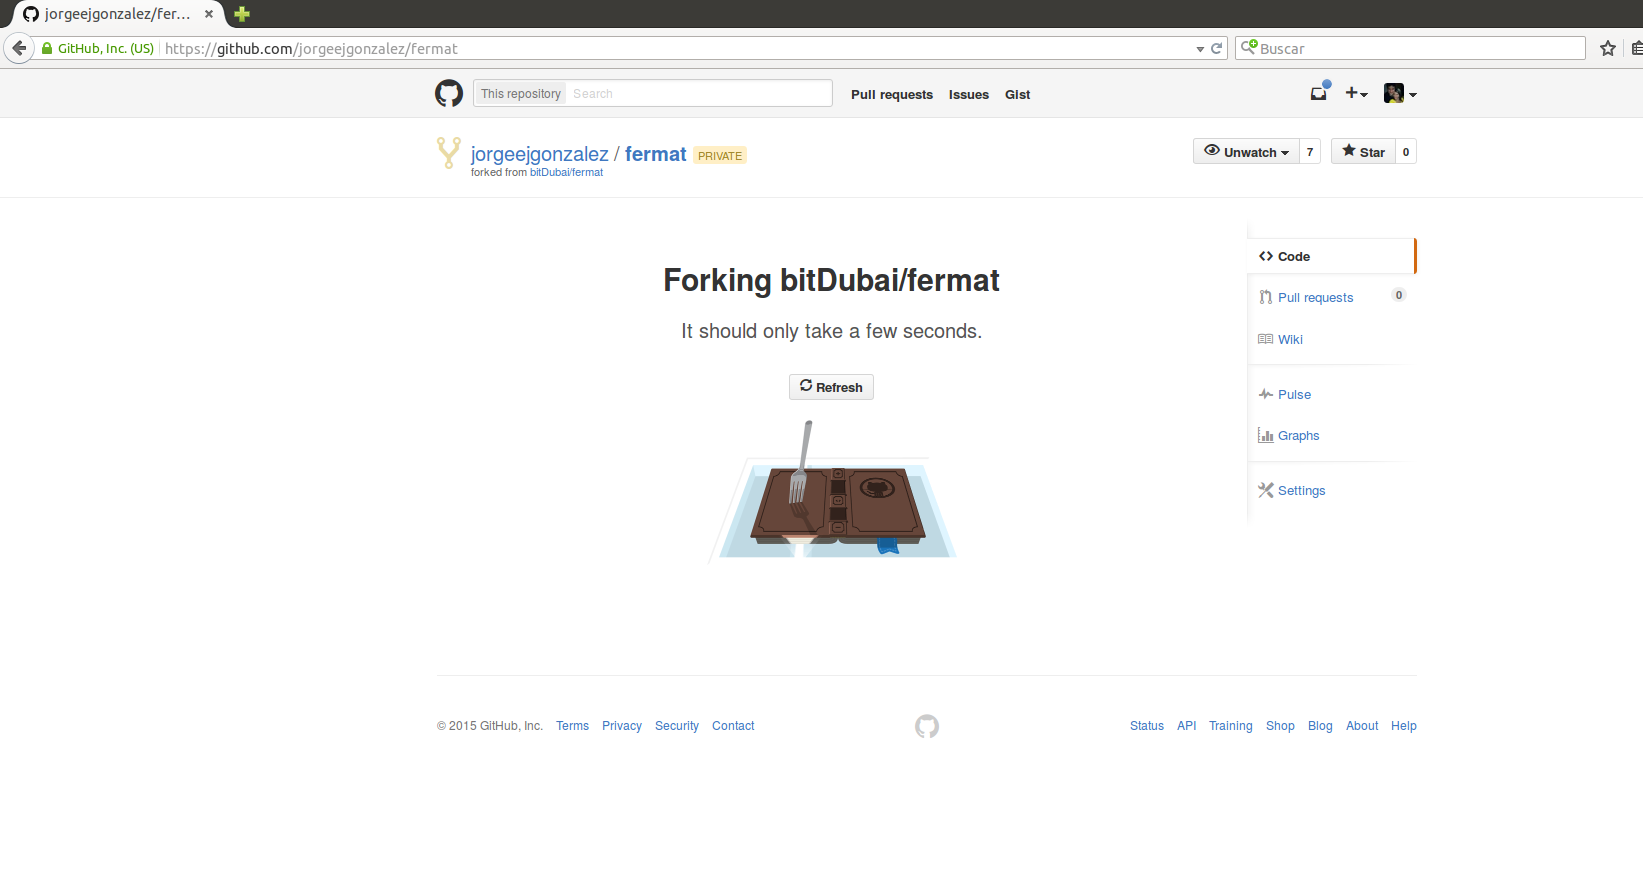 jorgeejgonzalez/fer...
GitHub, Inc. (US) https://github.com/jorgeejgonzalez/fermat Buscar
This repository Search Pull requests Issues Gist
jorgeejgonzalez / fermat PRIVATE
forked from bitDubai/fermat
Unwatch 7 Star 0
Forking bitDubai/fermat
It should only take a few seconds.
Refresh
Code
Pull requests 0
Wiki
Pulse
Graphs
Settings
© 2015 GitHub, Inc. Terms Privacy Security Contact Status API Training Shop Blog About Help